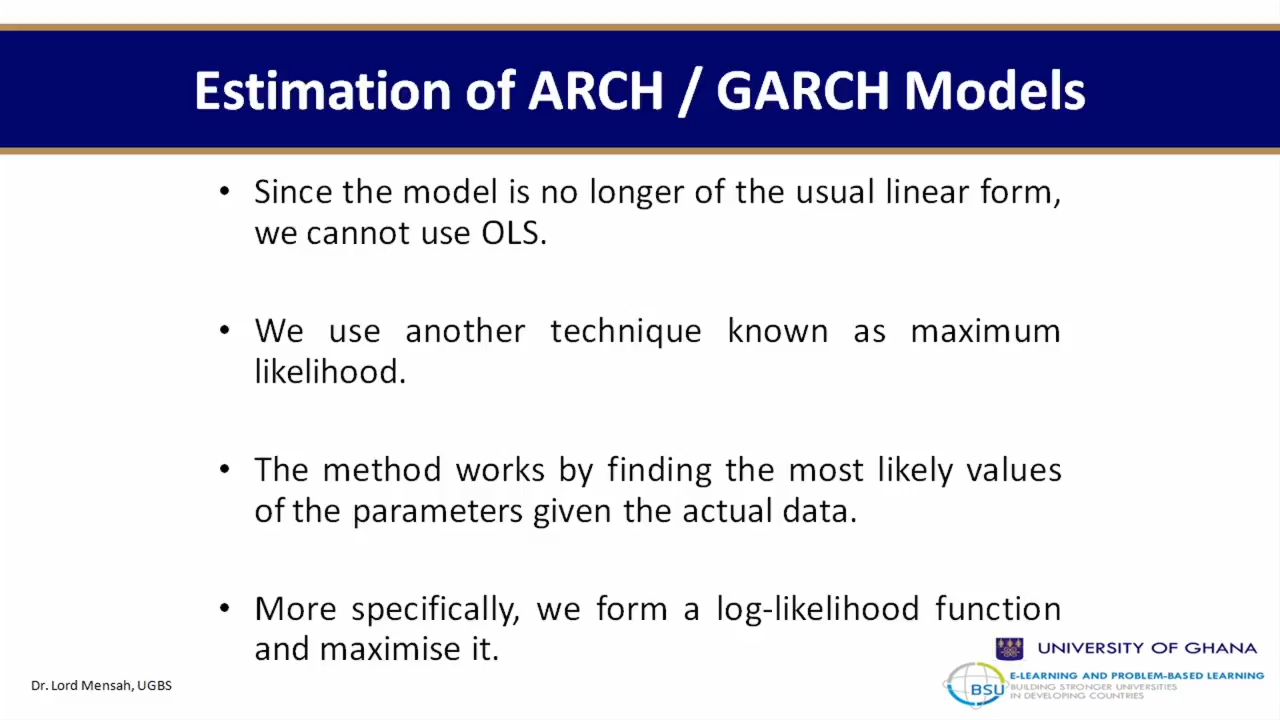 Estimation of ARCH / GARCH Models
• Since the model is no longer of the usual linear form,
we cannot use OLS.
• We use another technique known as maximum
likelihood.
• The method works by finding the most likely values
of the parameters given the actual data.
• More specifically, we form a log-likelihood function
and maximise it.
UNIVERSITY OF GHANA
Dr. Lord Mensah, UGBS
BSU
E-LEARNING AND PROBLEM-BASED LEARNING
BUILDING STRONGER UNIVERSITIES
IN DEVELOPING COUNTRIES